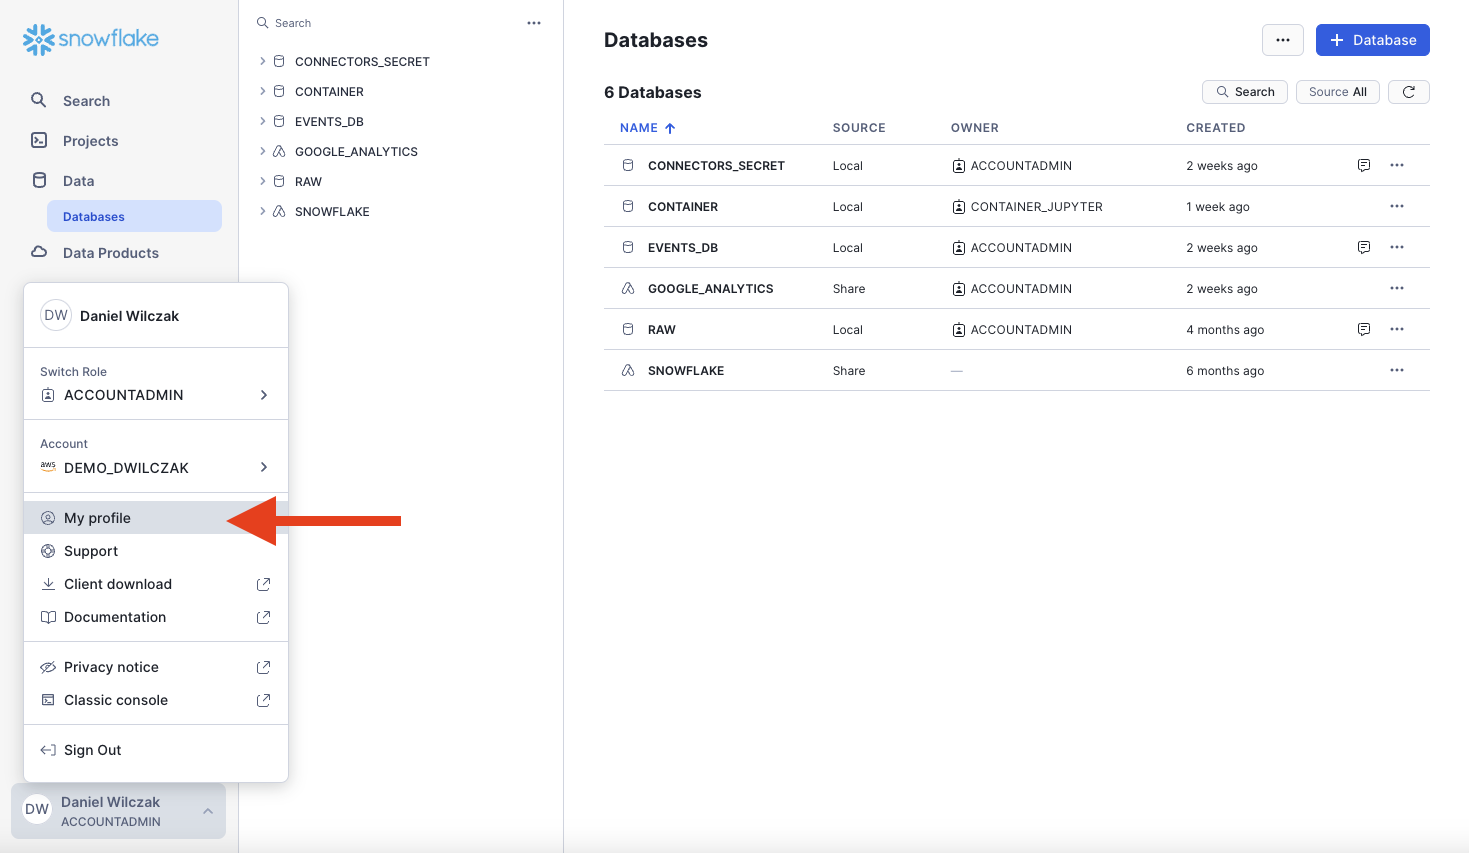 snowflake
Search
Projects
Data
Databases
Data Products
DW Daniel Wilczak
Switch Role
ACCOUNTADMIN
Account
aws DEMO_DWILCZAK
My profile
Support
Client download
Documentation
Privacy notice
Classic console
Sign Out
DW Daniel Wilczak
ACCOUNTADMIN
Search
CONNECTORS_SECRET
CONTAINER
EVENTS_DB
GOOGLE_ANALYTICS
RAW
SNOWFLAKE
Databases
... + Database
6 Databases
Search Source All
NAME SOURCE OWNER CREATED
CONNECTORS_SECRET Local ACCOUNTADMIN 2 weeks ago
CONTAINER Local CONTAINER_JUPYTER 1 week ago
EVENTS_DB Local ACCOUNTADMIN 2 weeks ago
GOOGLE_ANALYTICS Share ACCOUNTADMIN 2 weeks ago
RAW Local ACCOUNTADMIN 4 months ago
SNOWFLAKE Share — 6 months ago